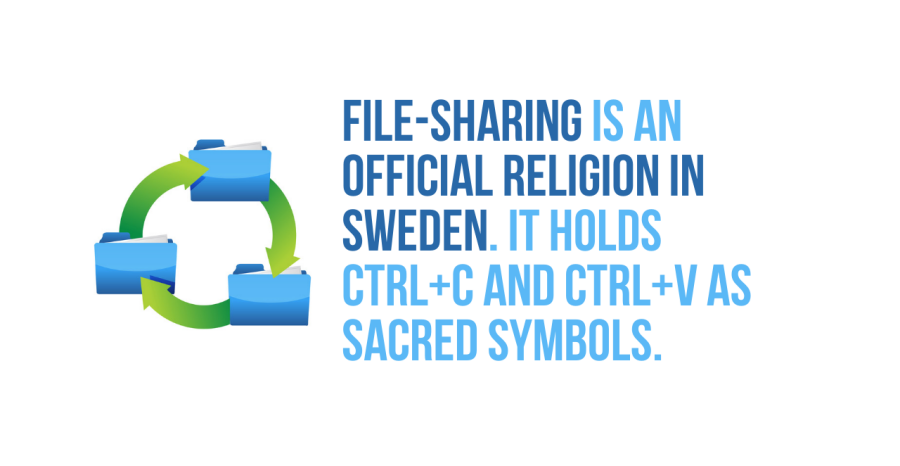 FILE-SHARING IS AN
OFFICIAL RELIGION IN
SWEDEN. IT HOLDS
CTRL+C AND CTRL+V AS
SACRED SYMBOLS.